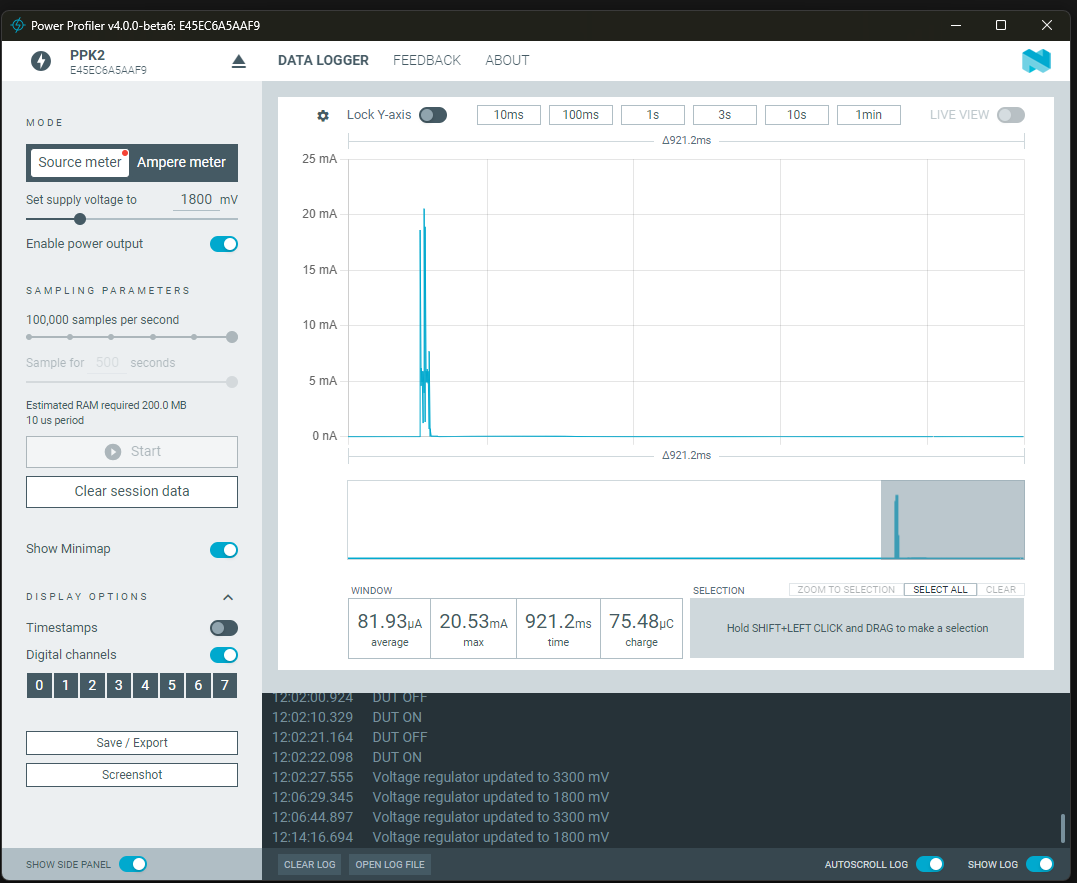 Power Profiler v4.0.0-beta6: E45EC6A5AAF9
PPK2
E45EC6A5AAF9
DATA LOGGER FEEDBACK ABOUT
MODE
Source meter Ampere meter
Set supply voltage to 1800 mV
Enable power output
SAMPLING PARAMETERS
100,000 samples per second
Sample for 500 seconds
Estimated RAM required 200.0 MB
10 us period
Start
Clear session data
Show Minimap
DISPLAY OPTIONS
Timestamps
Digital channels
0 1 2 3 4 5 6 7
Save / Export
Screenshot
SHOW SIDE PANEL
Lock Y-axis 10ms 100ms 1s 3s 10s 1min LIVE VIEW
Δ921.2ms
25 mA
20 mA
15 mA
10 mA
5 mA
0 nA
Δ921.2ms
WINDOW
81.93μA average
20.53mA max
921.2ms time
75.48μC charge
SELECTION ZOOM TO SELECTION SELECT ALL CLEAR
Hold SHIFT+LEFT CLICK and DRAG to make a selection
12:02:00.924 DUT OFF
12:02:10.329 DUT ON
12:02:21.164 DUT OFF
12:02:22.098 DUT ON
12:02:27.555 Voltage regulator updated to 3300 mV
12:06:29.345 Voltage regulator updated to 1800 mV
12:06:44.897 Voltage regulator updated to 3300 mV
12:14:16.694 Voltage regulator updated to 1800 mV
CLEAR LOG OPEN LOG FILE AUTOSCROLL LOG SHOW LOG